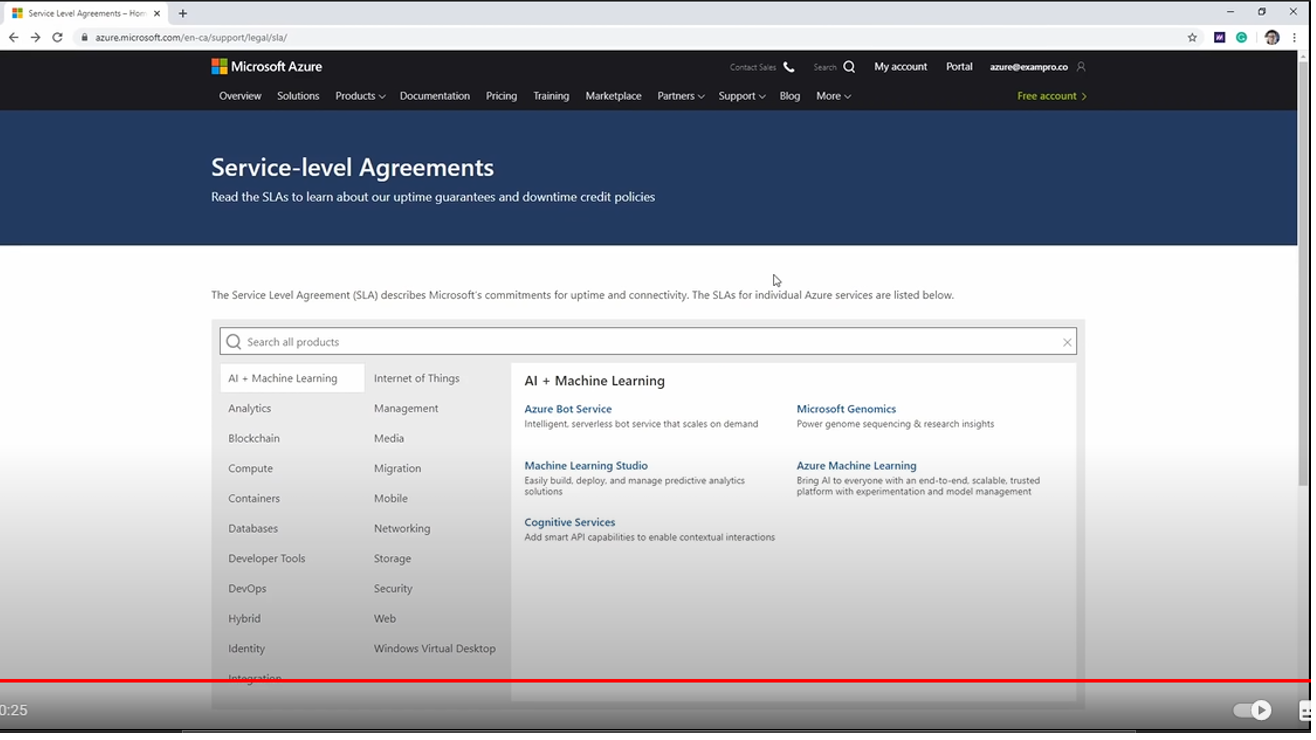 Service Level Agreements – Hom
azure.microsoft.com/en-ca/support/legal/sla/
Microsoft Azure
Contact Sales
Search
My account
Portal
azure@exampro.co
Overview
Solutions
Products
Documentation
Pricing
Training
Marketplace
Partners
Support
Blog
More
Free account
Service-level Agreements
Read the SLAs to learn about our uptime guarantees and downtime credit policies
The Service Level Agreement (SLA) describes Microsoft's commitments for uptime and connectivity. The SLAs for individual Azure services are listed below.
Search all products
AI + Machine Learning
Analytics
Blockchain
Compute
Containers
Databases
Developer Tools
DevOps
Hybrid
Identity
Integration
Internet of Things
Management
Media
Migration
Mobile
Networking
Storage
Security
Web
Windows Virtual Desktop
AI + Machine Learning
Azure Bot Service
Intelligent, serverless bot service that scales on demand
Microsoft Genomics
Power genome sequencing & research insights
Machine Learning Studio
Easily build, deploy, and manage predictive analytics
solutions
Azure Machine Learning
Bring AI to everyone with an end-to-end, scalable, trusted
platform with experimentation and model management
Cognitive Services
Add smart API capabilities to enable contextual interactions
0:25